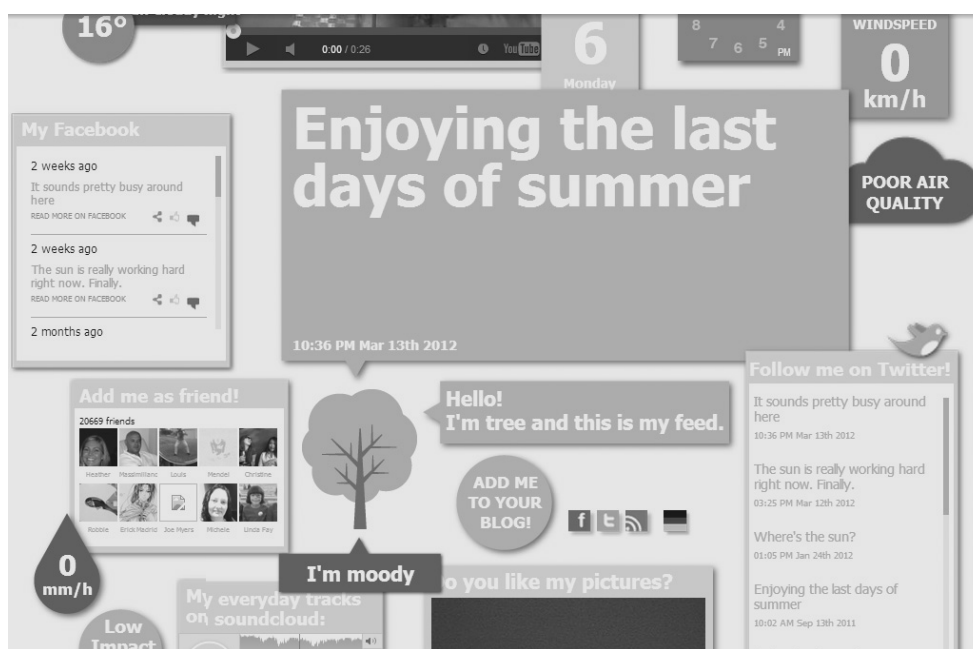 16°
0:00 / 0:26
YouTube
6
Monday
8
4
7
6
5
PM
WINDSPEED
0
km/h
My Facebook
2 weeks ago
It sounds pretty busy around
here
READ MORE ON FACEBOOK
2 weeks ago
The sun is really working hard
right now. Finally.
READ MORE ON FACEBOOK
2 months ago
Enjoying the last
days of summer
10:36 PM Mar 13th 2012
POOR AIR
QUALITY
Add me as friend!
20669 friends
Heather Massimilianc Louis Mendel Christine
Robbie Erick Madrid Joe Myers Michele Linda Fay
Hello!
I'm tree and this is my feed.
ADD ME
TO YOUR
BLOG!
f t
I'm moody
0
mm/h
Low
Impact
My everyday tracks
on soundcloud:
Do you like my pictures?
Follow me on Twitter!
It sounds pretty busy around
here
10:36 PM Mar 13th 2012
The sun is really working hard
right now. Finally.
03:25 PM Mar 12th 2012
Where's the sun?
01:05 PM Jan 24th 2012
Enjoying the last days of
summer
10:02 AM Sep 13th 2011